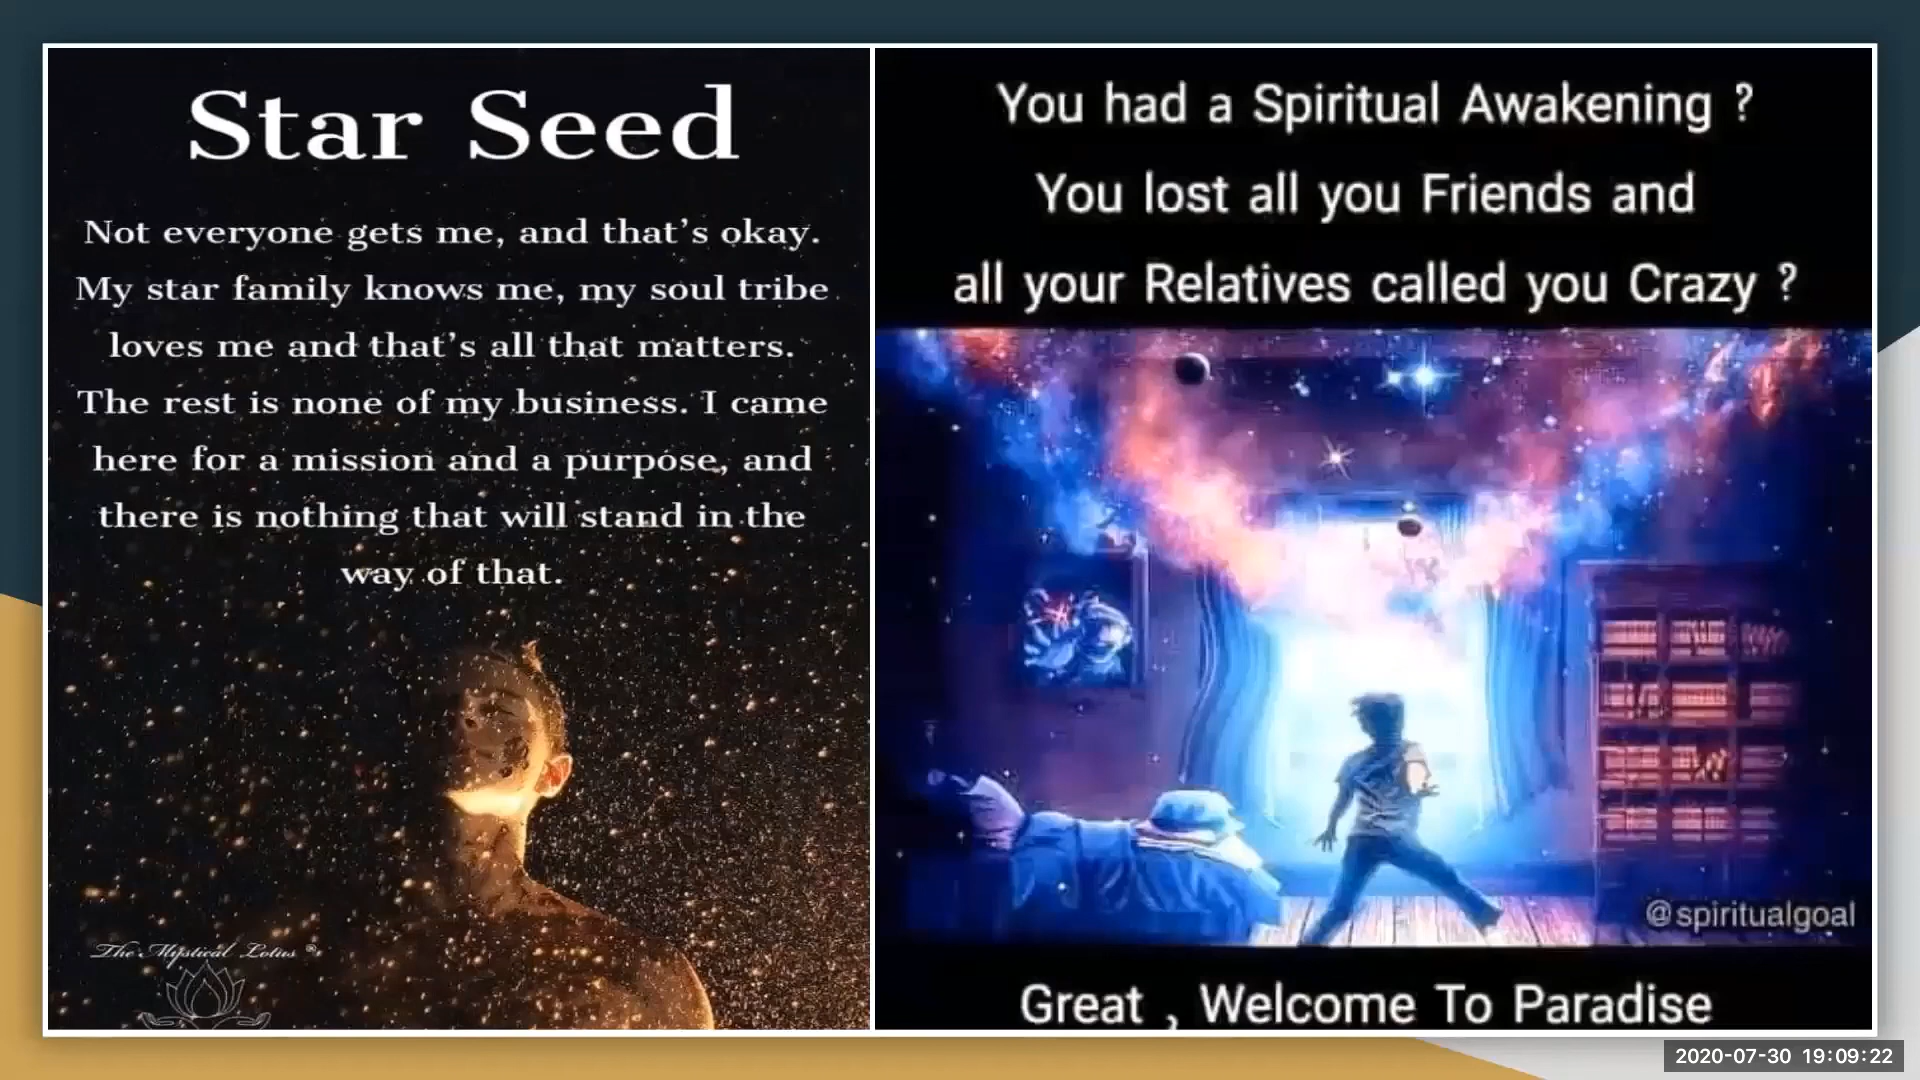 Star Seed
Not everyone gets me, and that's okay.
My star family knows me, my soul tribe
loves me and that's all that matters.
The rest is none of my business. I came
here for a mission and a purpose, and
there is nothing that will stand in the
way of that.
The Mystical Lotus ®
You had a Spiritual Awakening ?
You lost all you Friends and
all your Relatives called you Crazy ?
@spiritualgoal
Great , Welcome To Paradise
2020-07-30 19:09:22